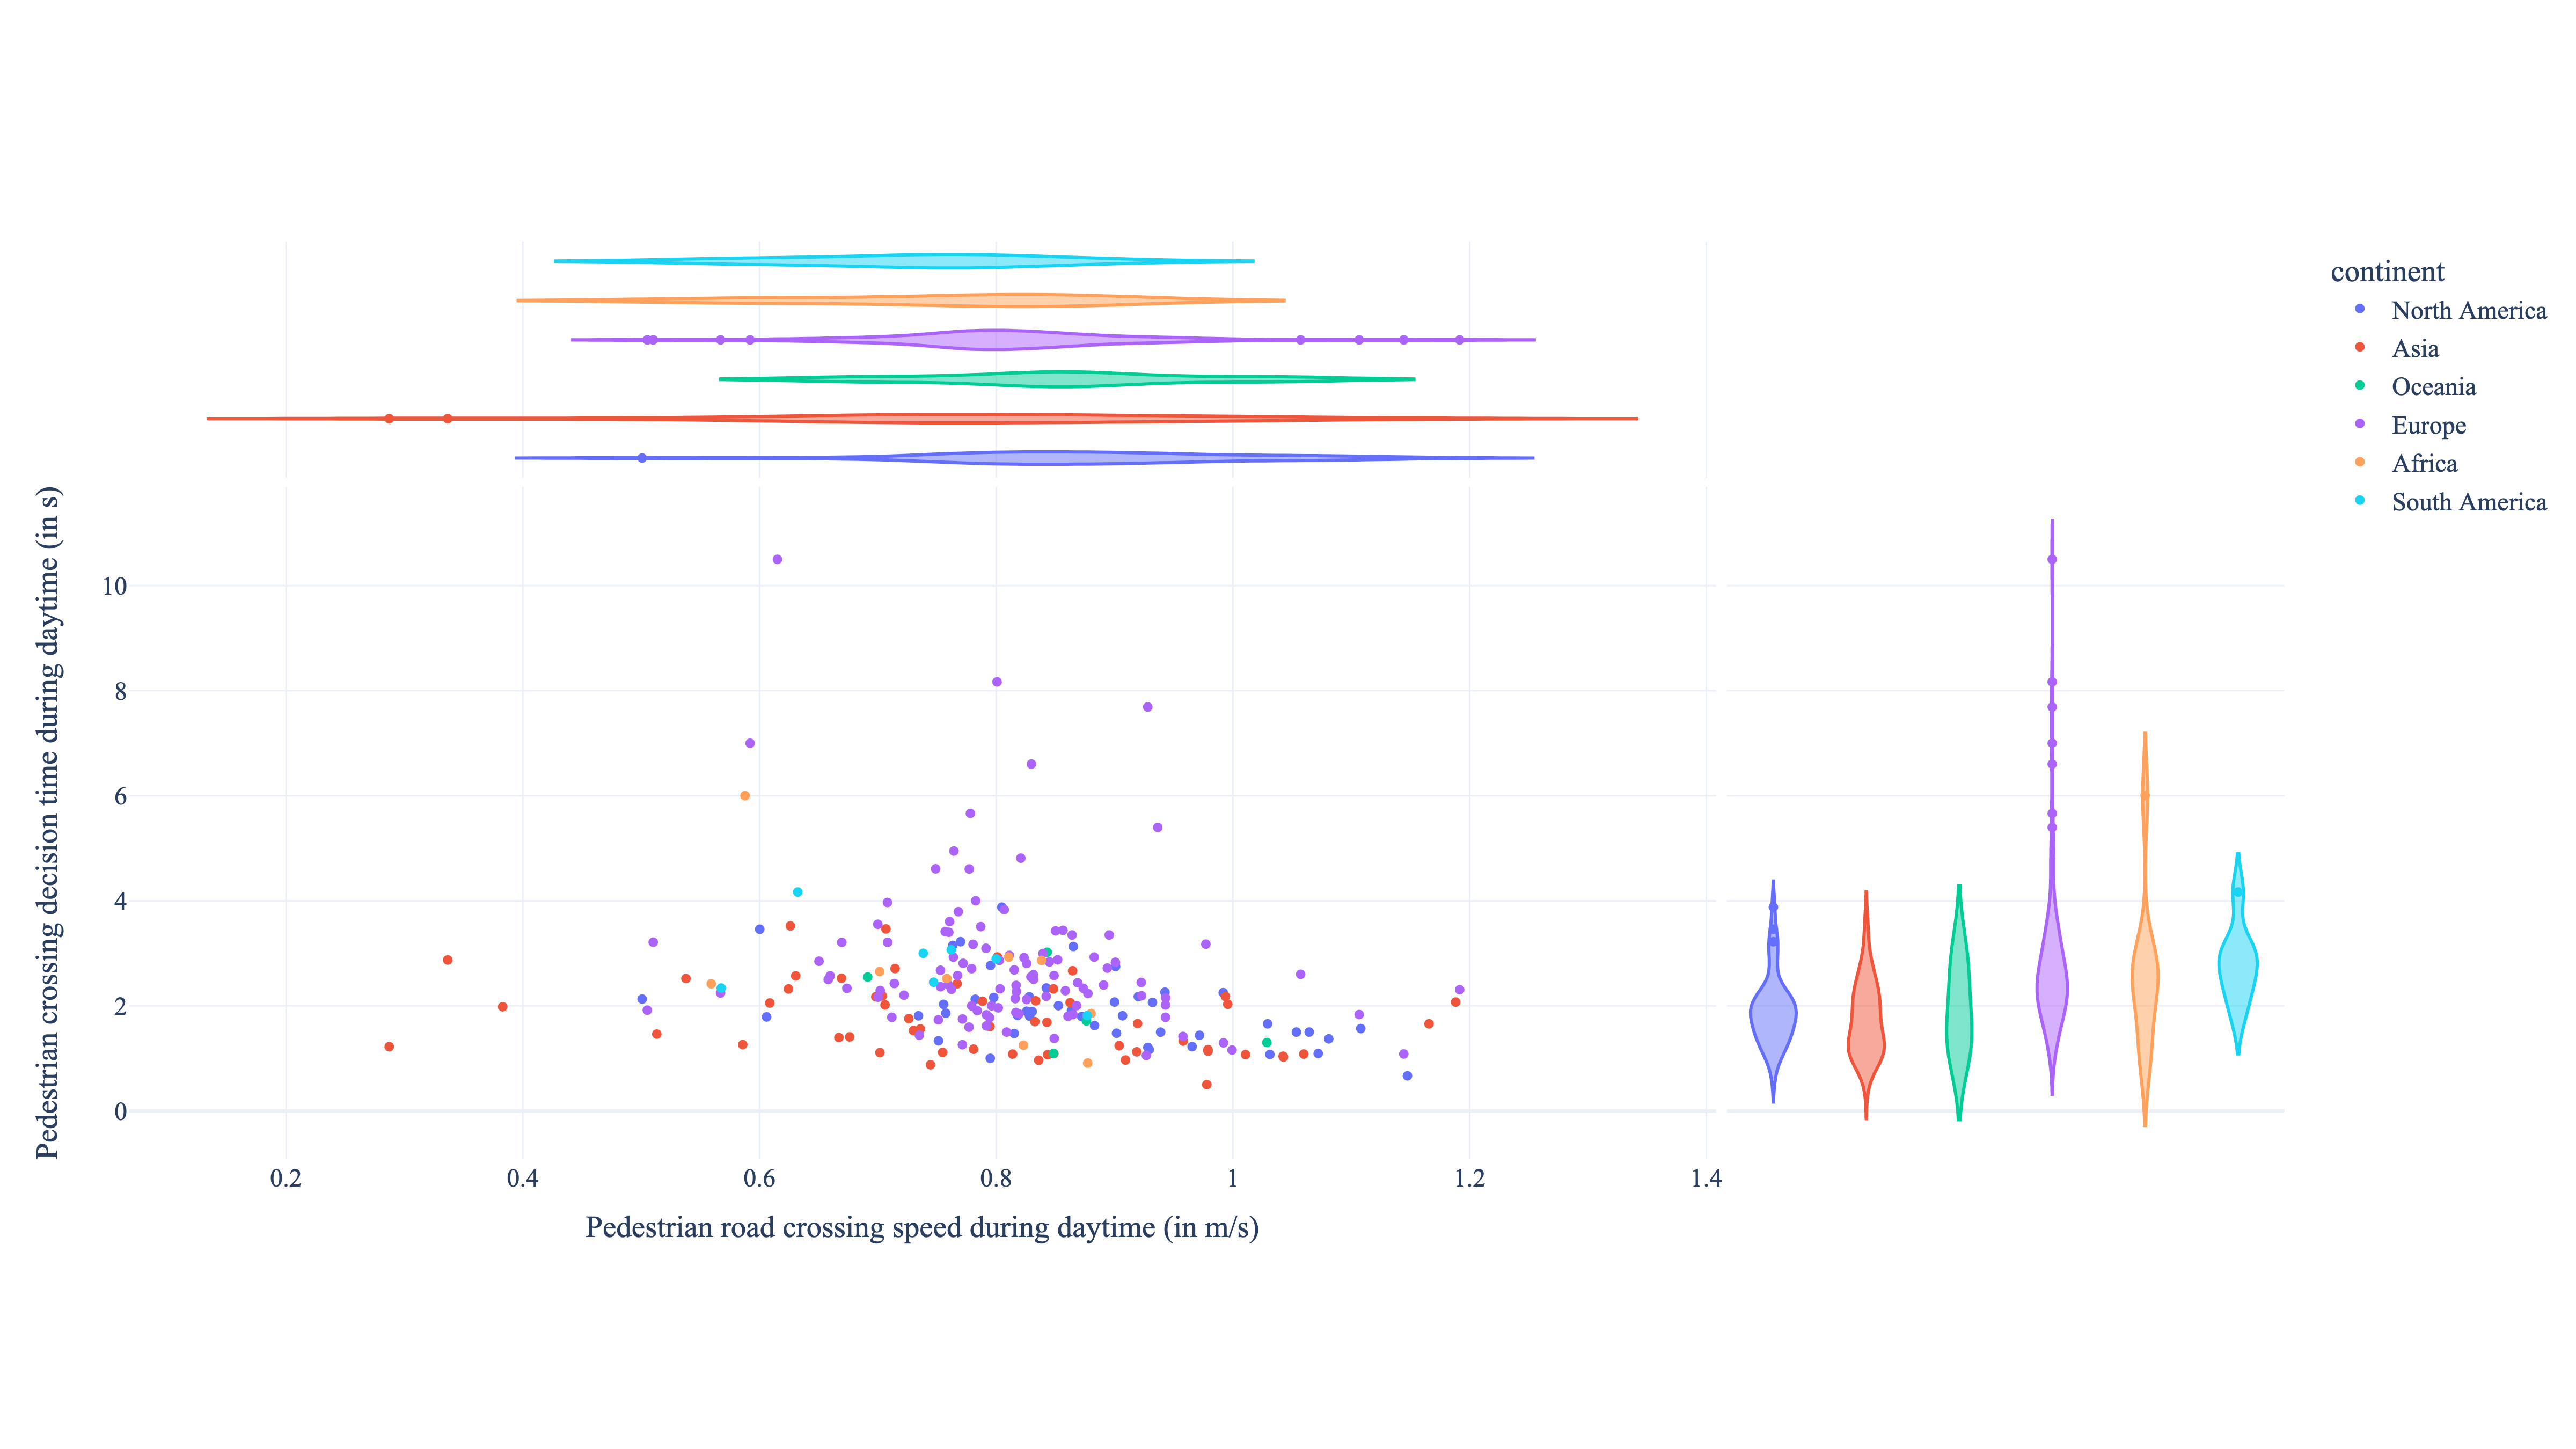 continent
North America
Asia
Oceania
Europe
Africa
South America
Pedestrian crossing decision time during daytime (in s)
10
8
6
4
2
0
0.2
0.4
0.6
0.8
1
1.2
1.4
Pedestrian road crossing speed during daytime (in m/s)